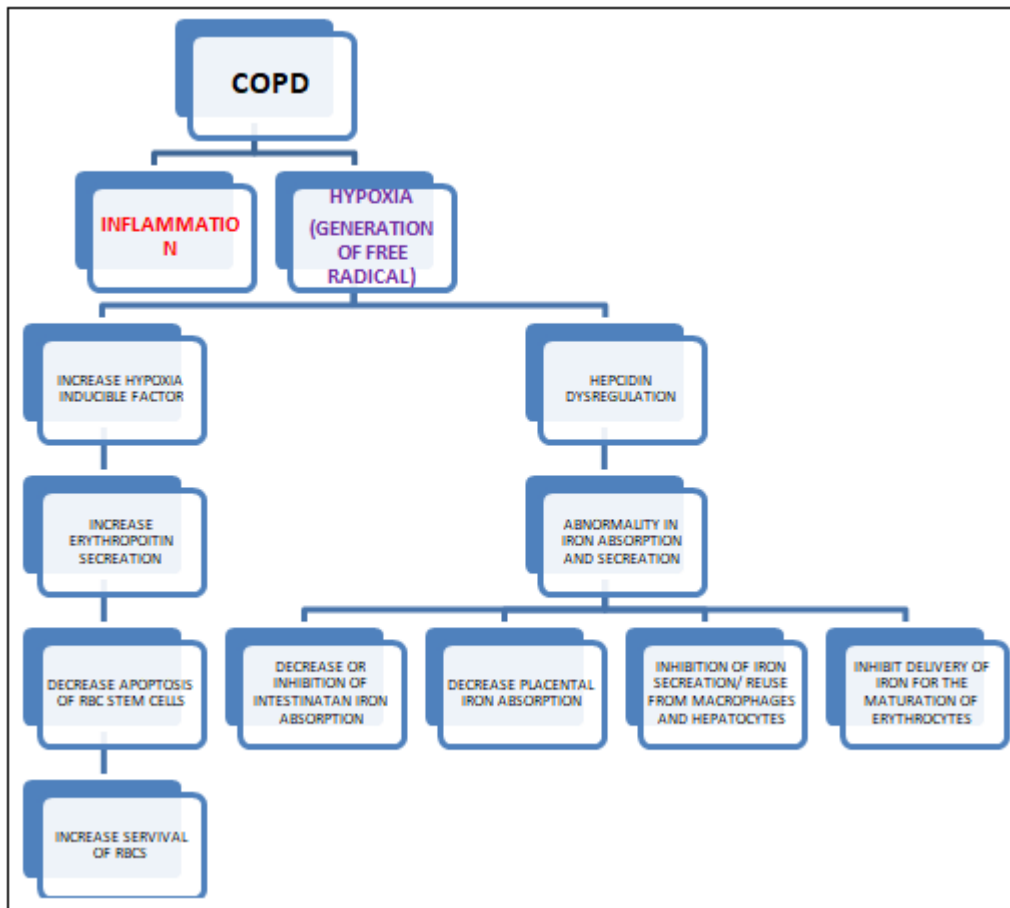 COPD
INFLAMMATIO
N
HYPOXIA
(GENERATION
OF FREE
RADICAL)
INCREASE HYPOXIA
INDUCIBLE FACTOR
HEPCIDIN
DYSREGULATION
INCREASE
ERYTHROPOITIN
SECREATION
ABNORMALITY IN
IRON ABSORPTION
AND SECREATION
DECREASE APOPTOSIS
OF RBC STEM CELLS
DECREASE OR
INHIBITION OF
INTESTINATAN IRON
ABSORPTION
DECREASE PLACENTAL
IRON ABSORPTION
INHIBITION OF IRON
SECREATION/ REUSE
FROM MACROPHAGES
AND HEPATOCYTES
INHIBIT DELIVERY OF
IRON FOR THE
MATURATION OF
ERYTHROCYTES
INCREASE SERVIVAL
OF RBCS